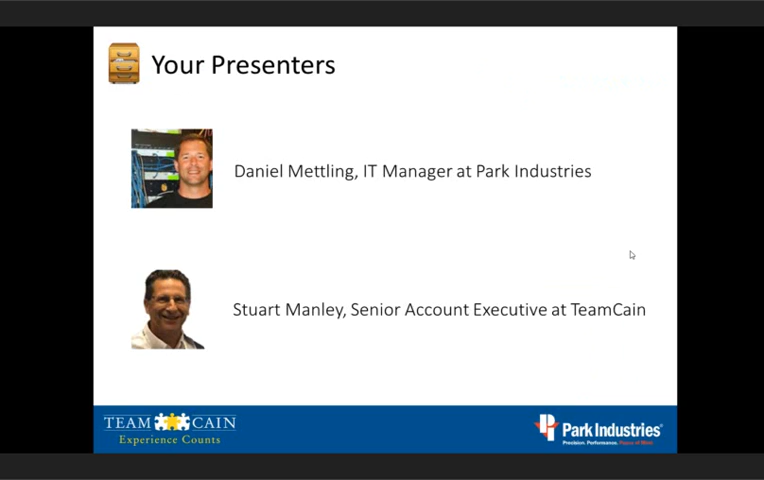 Your Presenters
Daniel Mettling, IT Manager at Park Industries
Stuart Manley, Senior Account Executive at TeamCain
TEAM CAIN
Experience Counts
Park Industries®
Precision. Performance. Peace of Mind.